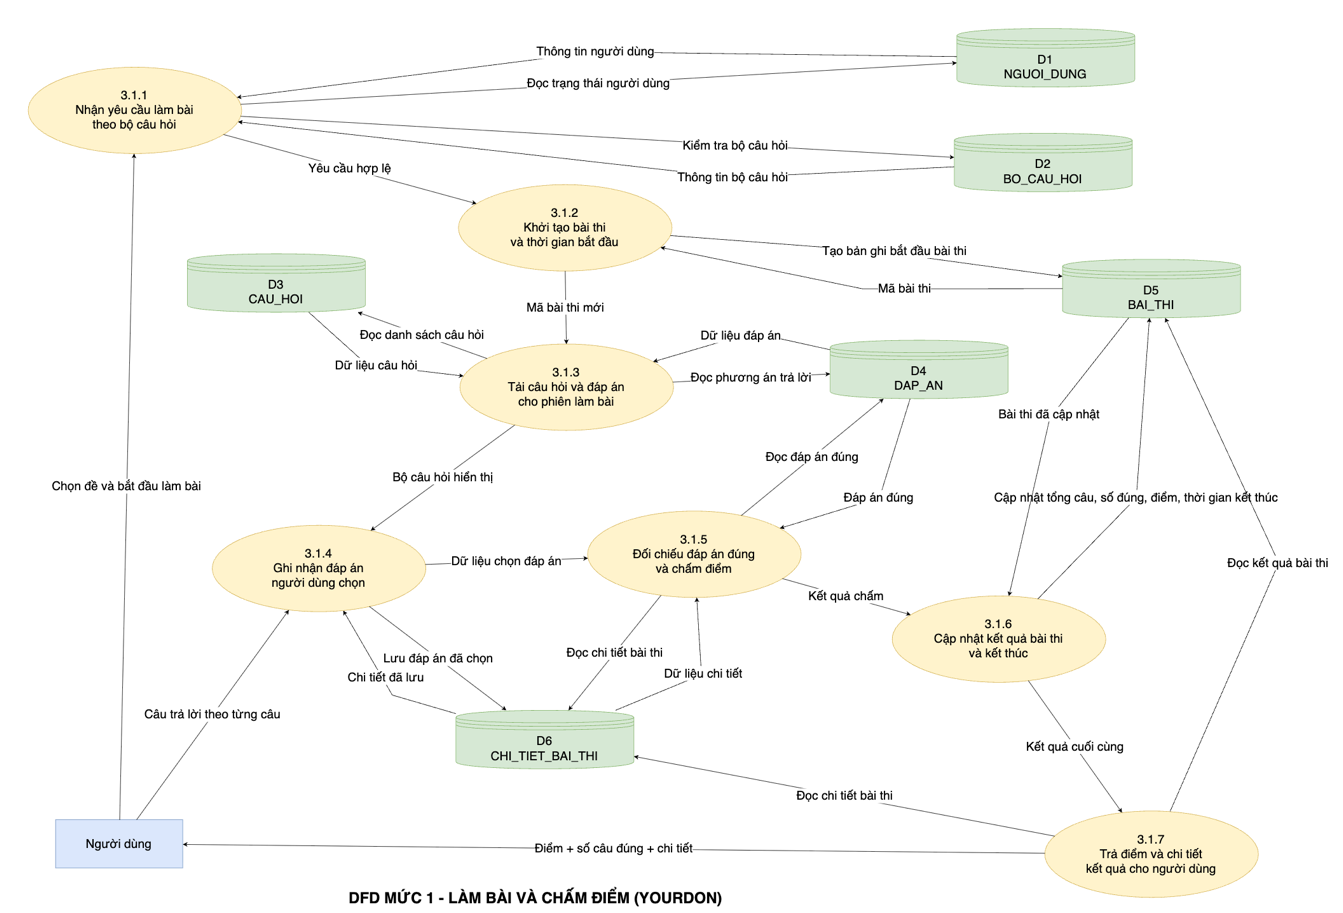 Thông tin người dùng
D1
NGUOI_DUNG
Đọc trạng thái người dùng
3.1.1
Nhận yêu cầu làm bài
theo bộ câu hỏi
Kiểm tra bộ câu hỏi
Thông tin bộ câu hỏi
D2
BO_CAU_HOI
Yêu cầu hợp lệ
3.1.2
Khởi tạo bài thi
và thời gian bắt đầu
Tạo bản ghi bắt đầu bài thi
Mã bài thi
D5
BAI_THI
D3
CAU_HOI
Mã bài thi mới
Đọc danh sách câu hỏi
Dữ liệu câu hỏi
Dữ liệu đáp án
3.1.3
Tải câu hỏi và đáp án
cho phiên làm bài
Đọc phương án trả lời
D4
DAP_AN
Bài thi đã cập nhật
Đọc đáp án đúng
Bộ câu hỏi hiển thị
Chọn đề và bắt đầu làm bài
Đáp án đúng
Cập nhật tổng câu, số đúng, điểm, thời gian kết thúc
3.1.4
Ghi nhận đáp án
người dùng chọn
Dữ liệu chọn đáp án
3.1.5
Đối chiếu đáp án đúng
và chấm điểm
Đọc kết quả bài thi
Kết quả chấm
3.1.6
Cập nhật kết quả bài thi
và kết thúc
Lưu đáp án đã chọn
Chi tiết đã lưu
Đọc chi tiết bài thi
Dữ liệu chi tiết
Câu trả lời theo từng câu
D6
CHI_TIET_BAI_THI
Kết quả cuối cùng
Đọc chi tiết bài thi
Người dùng
Điểm + số câu đúng + chi tiết
3.1.7
Trả điểm và chi tiết
kết quả cho người dùng
DFD MỨC 1 - LÀM BÀI VÀ CHẤM ĐIỂM (YOURDON)